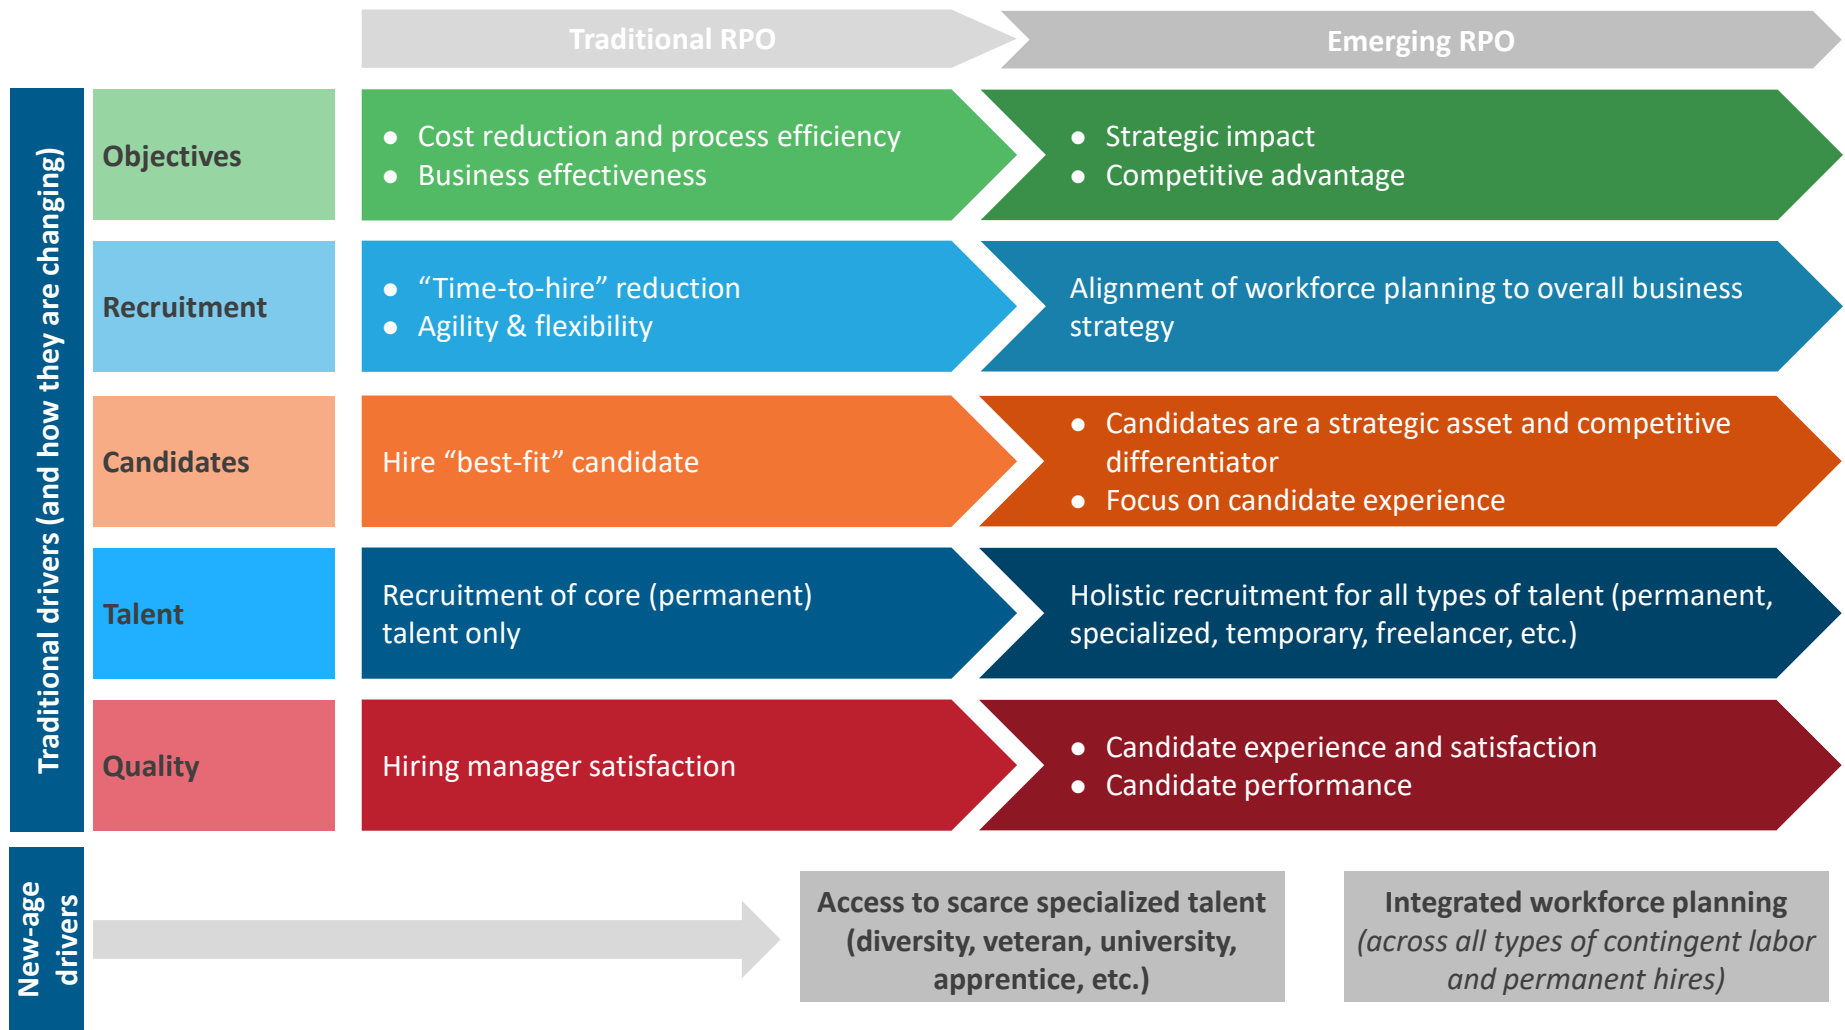 Traditional RPO
Emerging RPO
Traditional drivers (and how they are changing)
Objectives
● Cost reduction and process efficiency
● Business effectiveness
● Strategic impact
● Competitive advantage
Recruitment
● “Time-to-hire” reduction
● Agility & flexibility
Alignment of workforce planning to overall business
strategy
Candidates
Hire “best-fit” candidate
● Candidates are a strategic asset and competitive
differentiator
● Focus on candidate experience
Talent
Recruitment of core (permanent)
talent only
Holistic recruitment for all types of talent (permanent,
specialized, temporary, freelancer, etc.)
Quality
Hiring manager satisfaction
● Candidate experience and satisfaction
● Candidate performance
New-age
drivers
Access to scarce specialized talent
(diversity, veteran, university,
apprentice, etc.)
Integrated workforce planning
(across all types of contingent labor
and permanent hires)